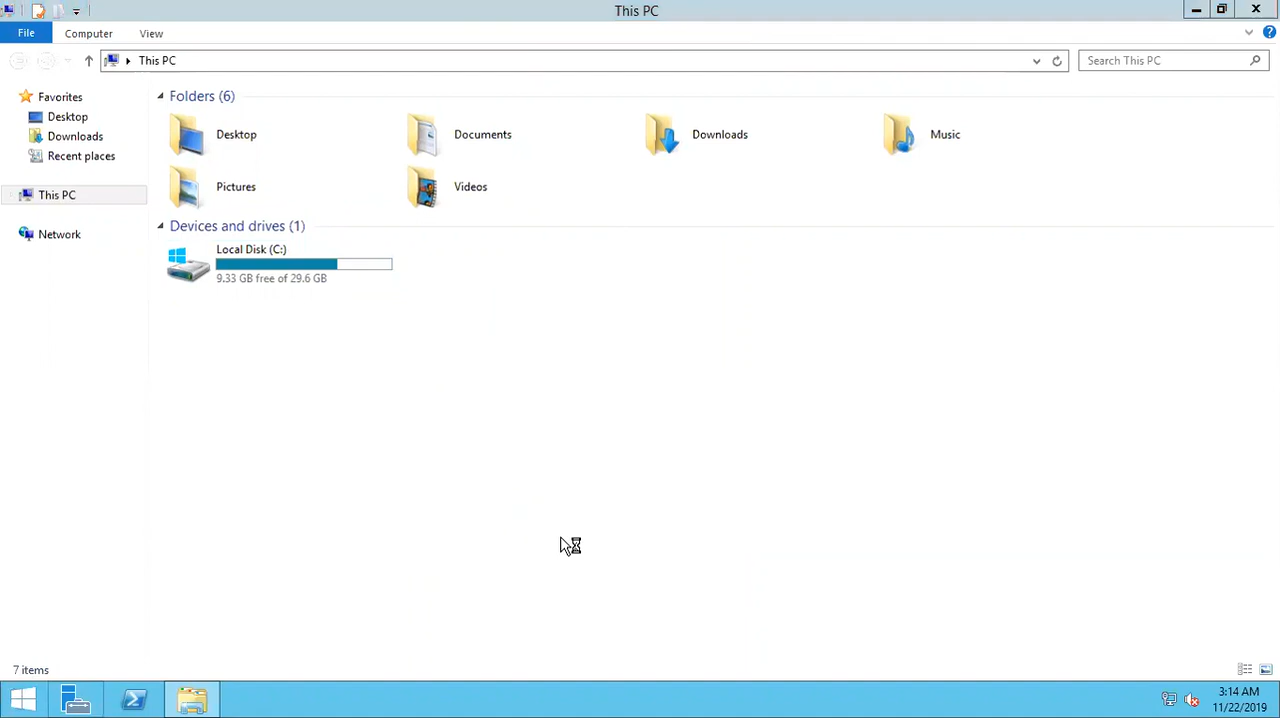 This PC
File
Computer
View
This PC
Search This PC
Favorites
Desktop
Downloads
Recent places
This PC
Network
Folders (6)
Desktop
Documents
Downloads
Music
Pictures
Videos
Devices and drives (1)
Local Disk (C:)
9.33 GB free of 29.6 GB
7 items
3:14 AM
11/22/2019